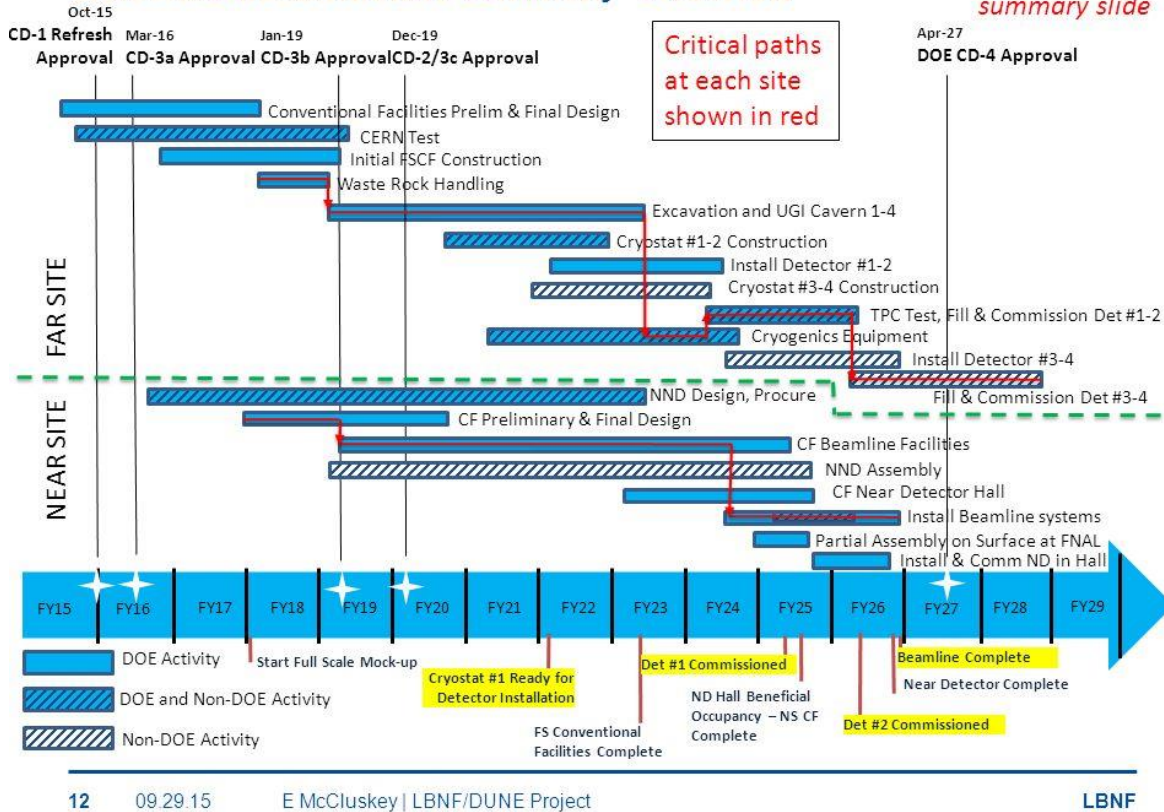 summary slide
Oct-15
CD-1 Refresh
Approval
Mar-16
CD-3a Approval
Jan-19
CD-3b Approval
Dec-19
CD-2/3c Approval
Apr-27
DOE CD-4 Approval
Critical paths
at each site
shown in red
FAR SITE
Conventional Facilities Prelim & Final Design
CERN Test
Initial FSCF Construction
Waste Rock Handling
Excavation and UGI Cavern 1-4
Cryostat #1-2 Construction
Install Detector #1-2
Cryostat #3-4 Construction
TPC Test, Fill & Commission Det #1-2
Cryogenics Equipment
Install Detector #3-4
Fill & Commission Det #3-4
NEAR SITE
NND Design, Procure
CF Preliminary & Final Design
CF Beamline Facilities
NND Assembly
CF Near Detector Hall
Install Beamline systems
Partial Assembly on Surface at FNAL
Install & Comm ND in Hall
FY15 FY16 FY17 FY18 FY19 FY20 FY21 FY22 FY23 FY24 FY25 FY26 FY27 FY28 FY29
DOE Activity
DOE and Non-DOE Activity
Non-DOE Activity
Start Full Scale Mock-up
Cryostat #1 Ready for
Detector Installation
FS Conventional
Facilities Complete
Det #1 Commissioned
ND Hall Beneficial
Occupancy – NS CF
Complete
Det #2 Commissioned
Beamline Complete
Near Detector Complete
12 09.29.15 E McCluskey | LBNF/DUNE Project LBNF